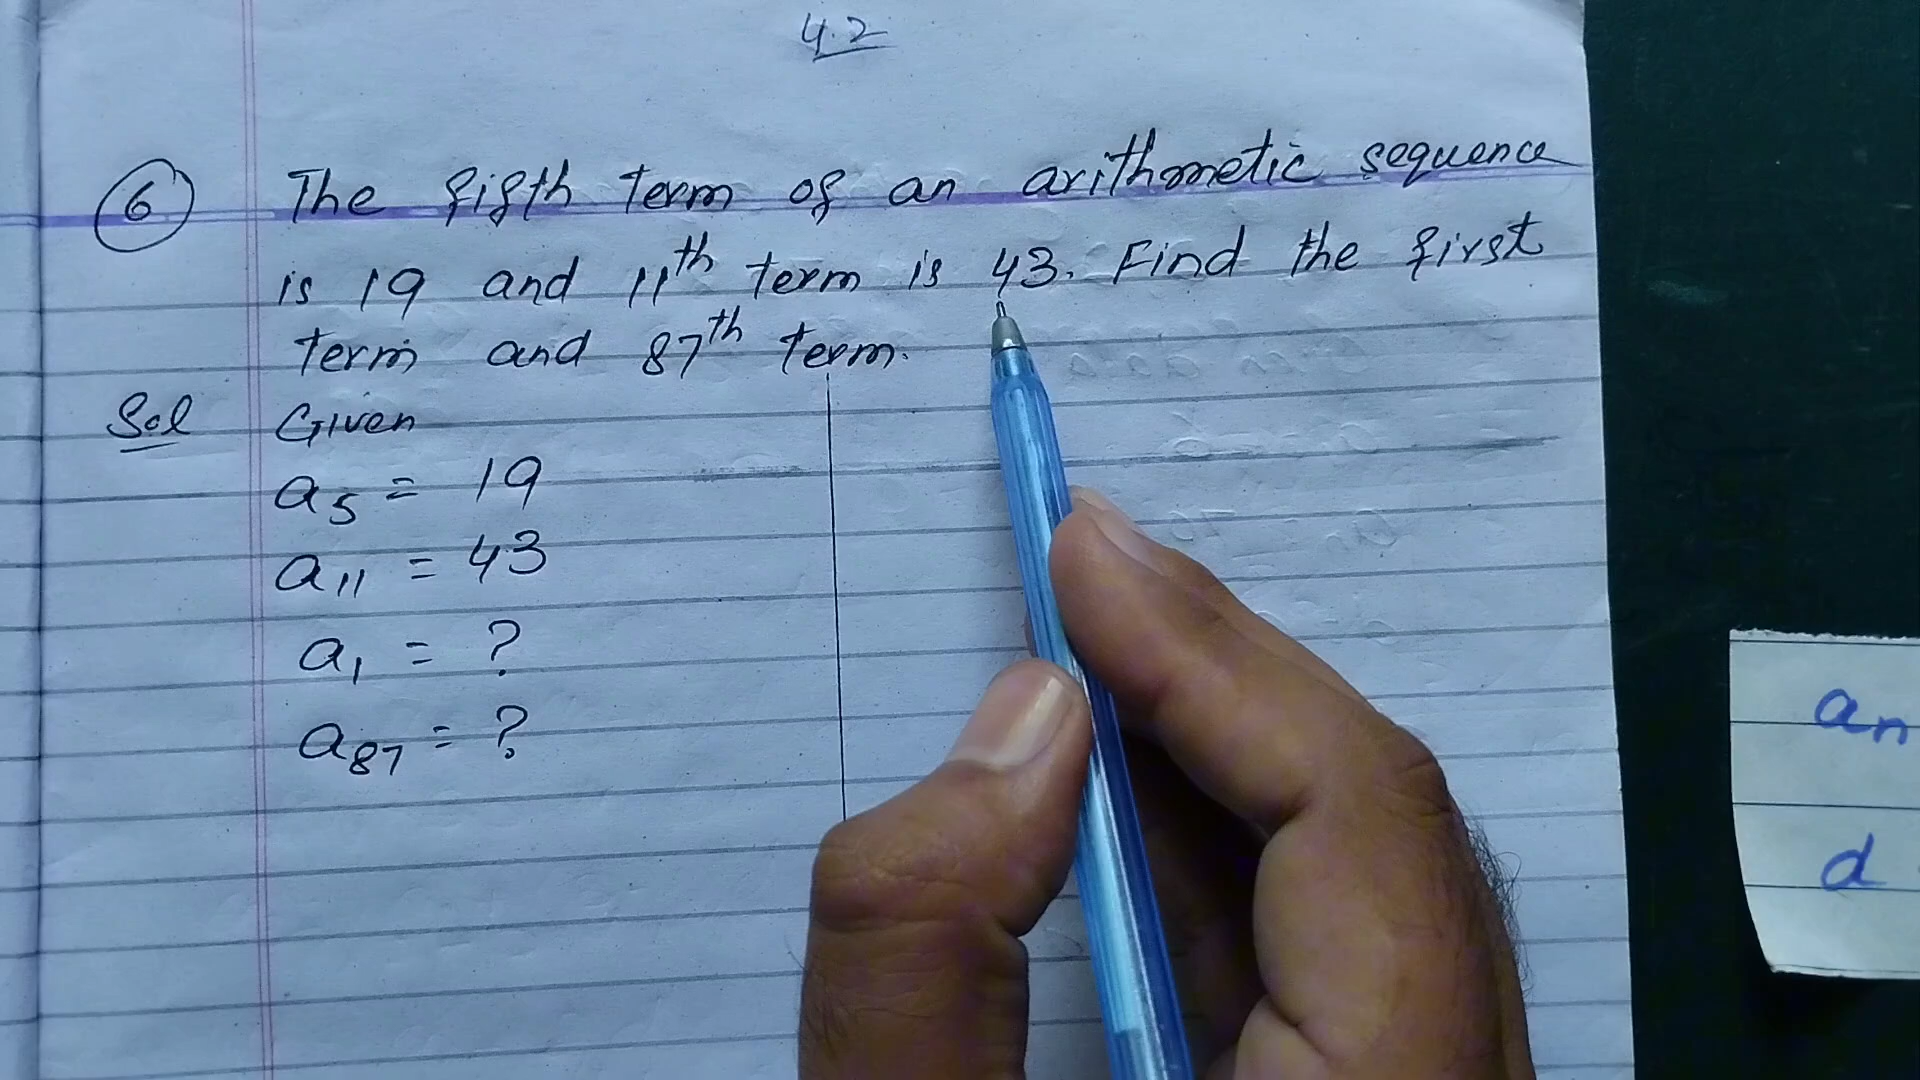 4.2
6 The fifth term of an arithmetic sequence
is 19 and 11th term is 43. Find the first
term and 87th term.
Sol Given
a5 = 19
a11 = 43
a1 = ?
a87 = ?
an
d